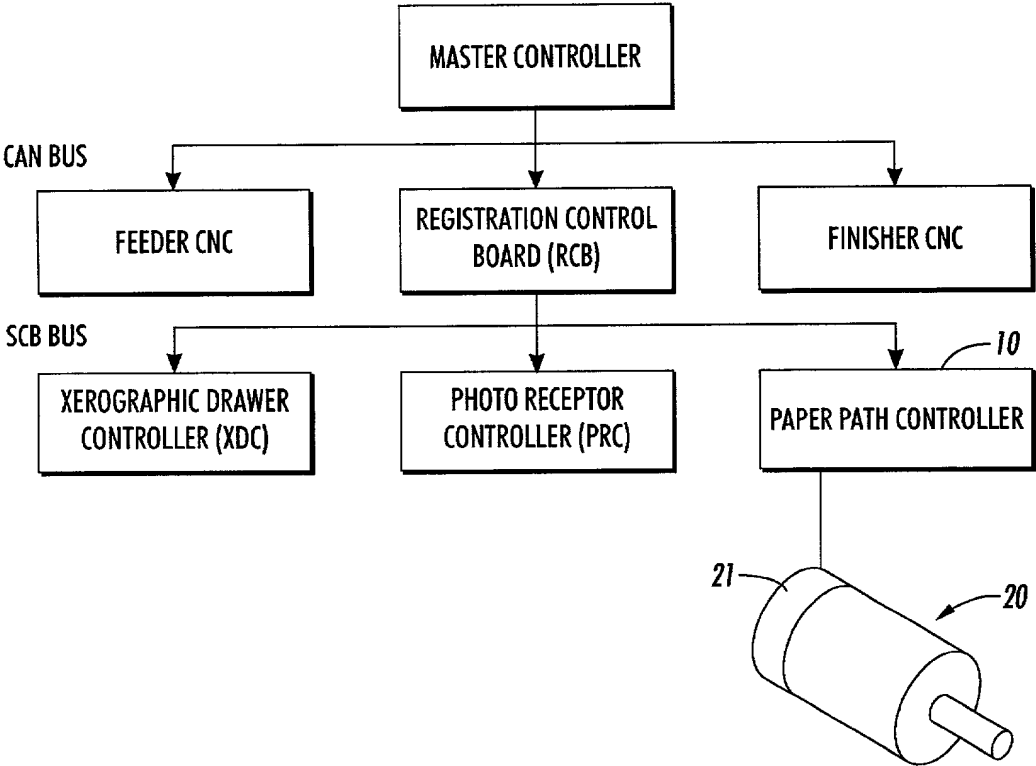 MASTER CONTROLLER
CAN BUS
FEEDER CNC
REGISTRATION CONTROL
BOARD (RCB)
FINISHER CNC
SCB BUS
10
XEROGRAPHIC DRAWER
CONTROLLER (XDC)
PHOTO RECEPTOR
CONTROLLER (PRC)
PAPER PATH CONTROLLER
21
20